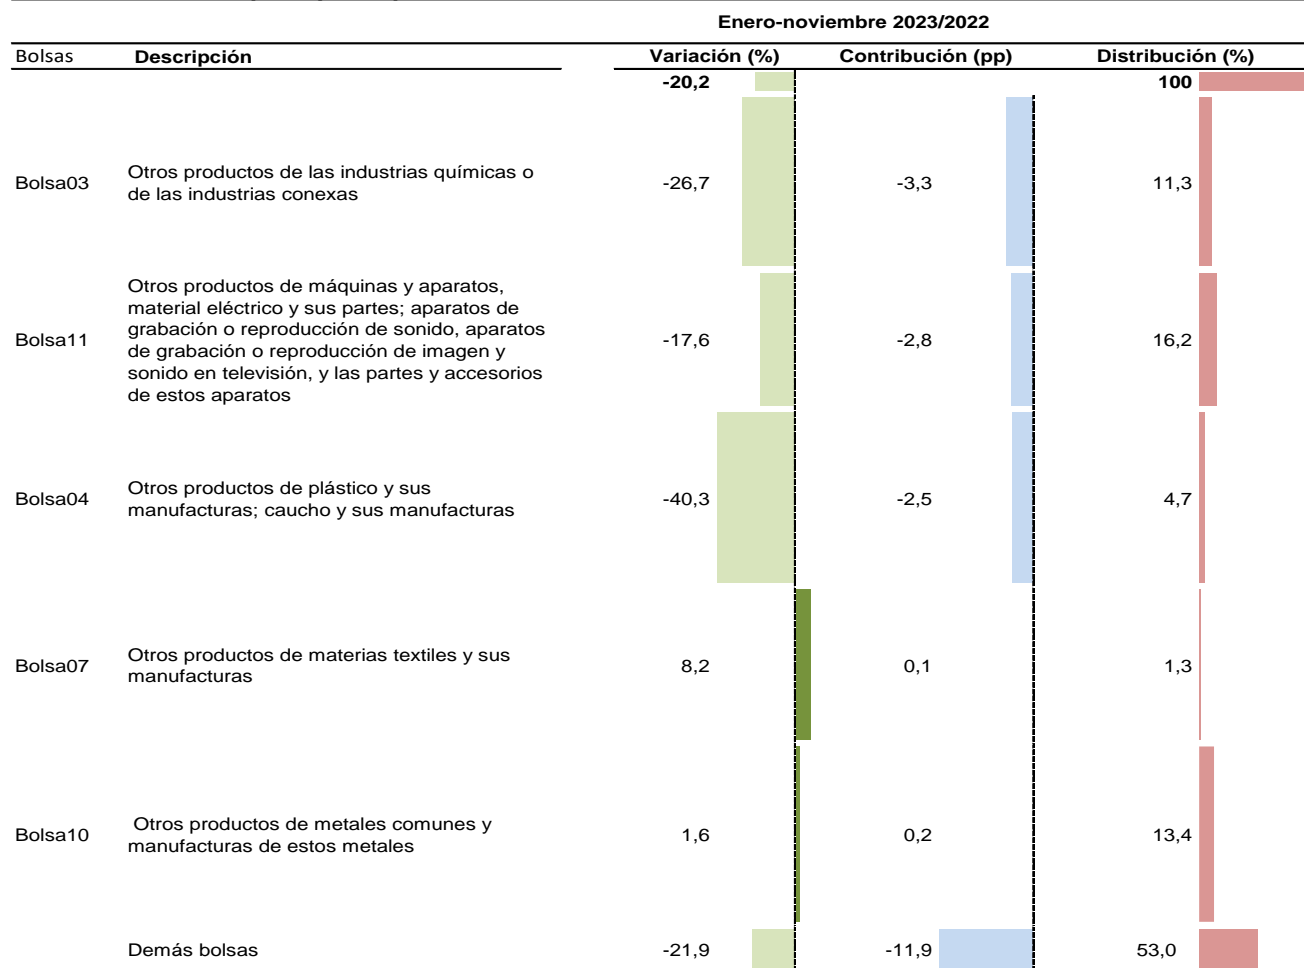 Enero-noviembre 2023/2022
Bolsas Descripción Variación (%) Contribución (pp) Distribución (%)
-20,2 100
Bolsa03 Otros productos de las industrias químicas o
de las industrias conexas -26,7 -3,3 11,3
Otros productos de máquinas y aparatos,
material eléctrico y sus partes; aparatos de
grabación o reproducción de sonido, aparatos
Bolsa11 de grabación o reproducción de imagen y -17,6 -2,8 16,2
sonido en televisión, y las partes y accesorios
de estos aparatos
Bolsa04 Otros productos de plástico y sus
manufacturas; caucho y sus manufacturas -40,3 -2,5 4,7
Bolsa07 Otros productos de materias textiles y sus
manufacturas 8,2 0,1 1,3
Bolsa10 Otros productos de metales comunes y
manufacturas de estos metales 1,6 0,2 13,4
Demás bolsas -21,9 -11,9 53,0